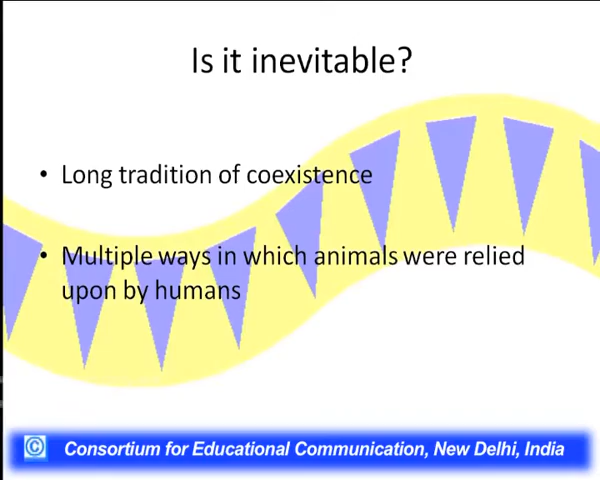 Is it inevitable?
• Long tradition of coexistence
• Multiple ways in which animals were relied
upon by humans
© Consortium for Educational Communication, New Delhi, India